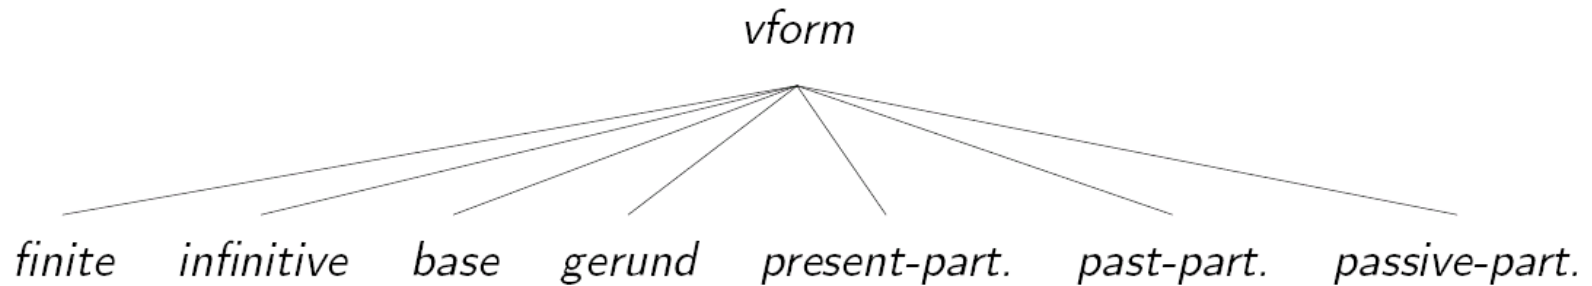 vform
finite infinitive base gerund present-part. past-part. passive-part.